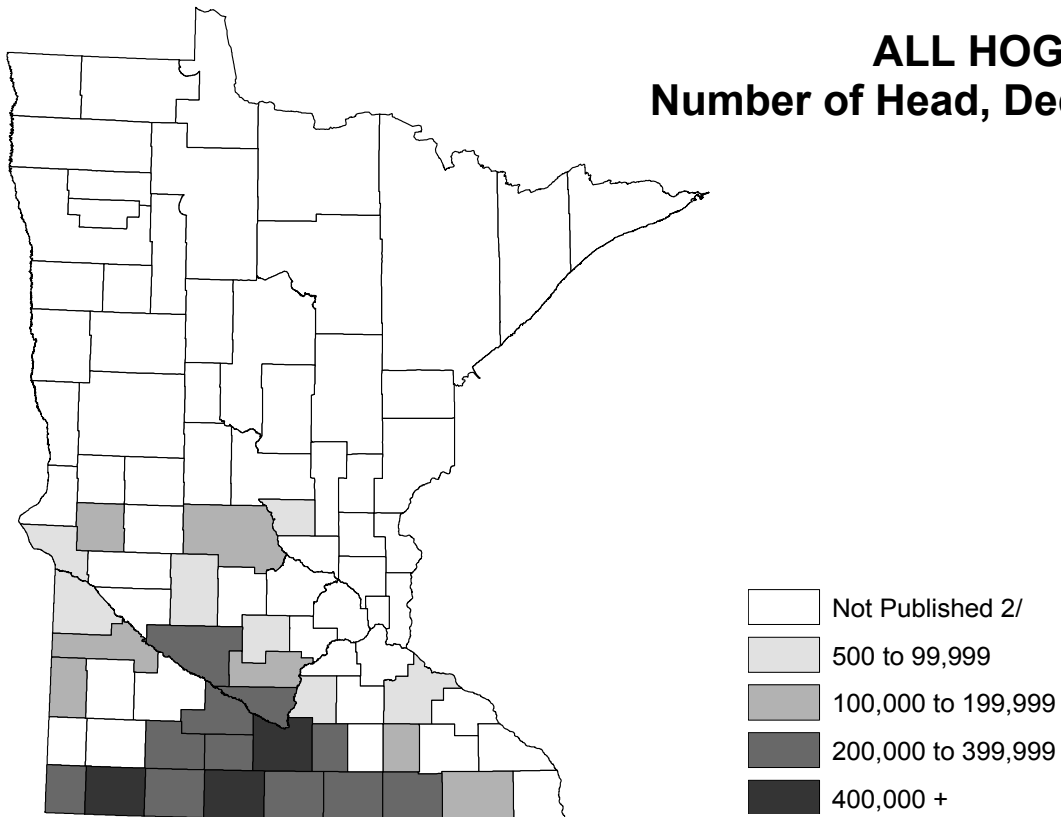 ALL HOG
Number of Head, Dec
Not Published 2/
500 to 99,999
100,000 to 199,999
200,000 to 399,999
400,000 +